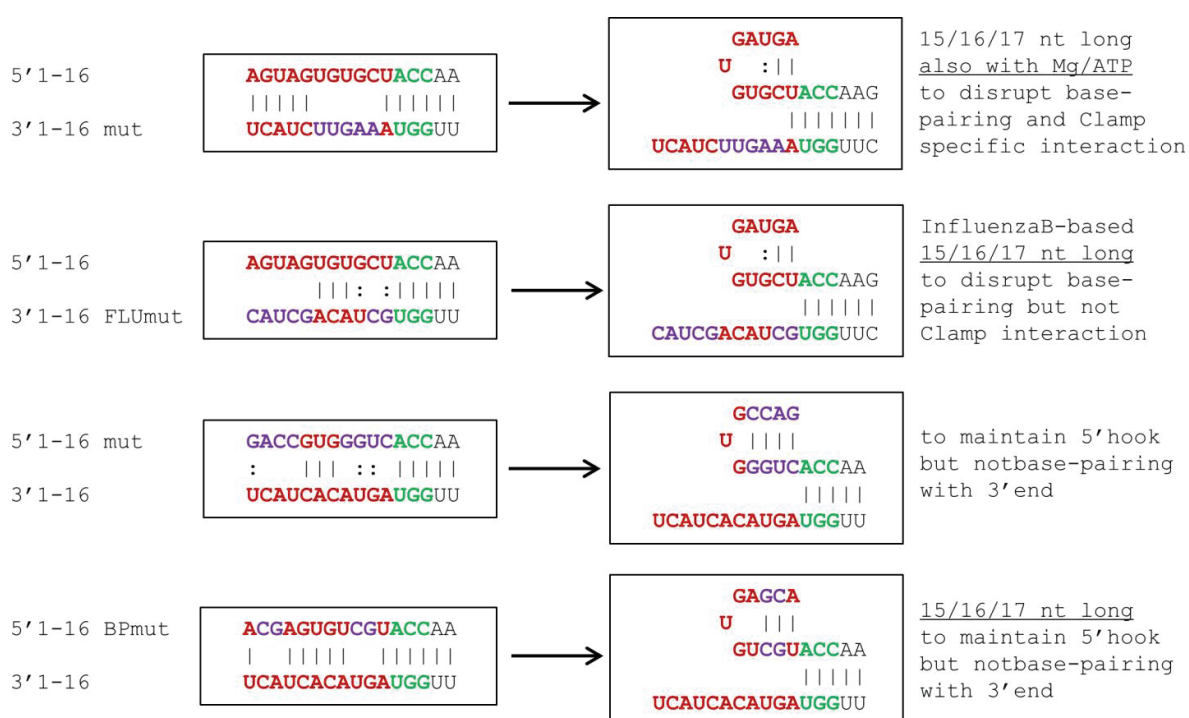 5'1-16
3'1-16 mut
AGUAGUGUGCUACCAA
|||||     ||||||
UCAUCUUGAAAUGGUU
GAUGA
U  :||
GUGCUACCAAG
|||||||
UCAUCUUGAAAUGGUUC
15/16/17 nt long
also with Mg/ATP
to disrupt base-
pairing and Clamp
specific interaction
5'1-16
3'1-16 FLUmut
AGUAGUGUGCUACCAA
|||: :|||||
CAUCGACAUCGUGGUU
GAUGA
U  :||
GUGCUACCAAG
||||||
CAUCGACAUCGUGGUUC
InfluenzaB-based
15/16/17 nt long
to disrupt base-
pairing but not
Clamp interaction
5'1-16 mut
3'1-16
GACCGUGGGUCACCAA
:   ||| :: |||||
UCAUCACAUGAUGGUU
GCCAG
U ||||
GGGUCACCAA
|||||
UCAUCACAUGAUGGUU
to maintain 5'hook
but notbase-pairing
with 3'end
5'1-16 BPmut
3'1-16
ACGAGUGUCGUACCAA
|  |||||  ||||||
UCAUCACAUGAUGGUU
GAGCA
U  |||
GUCGUACCAA
|||||
UCAUCACAUGAUGGUU
15/16/17 nt long
to maintain 5'hook
but notbase-pairing
with 3'end